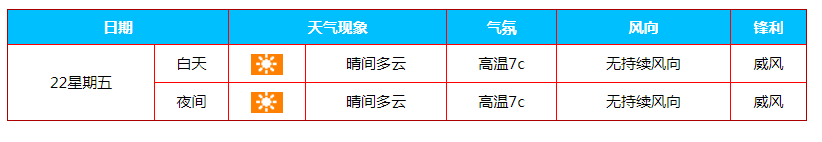 日期 天气现象 气氛 风向 锋利
22星期五 白天 晴间多云 高温7c 无持续风向 威风
夜间 晴间多云 高温7c 无持续风向 威风